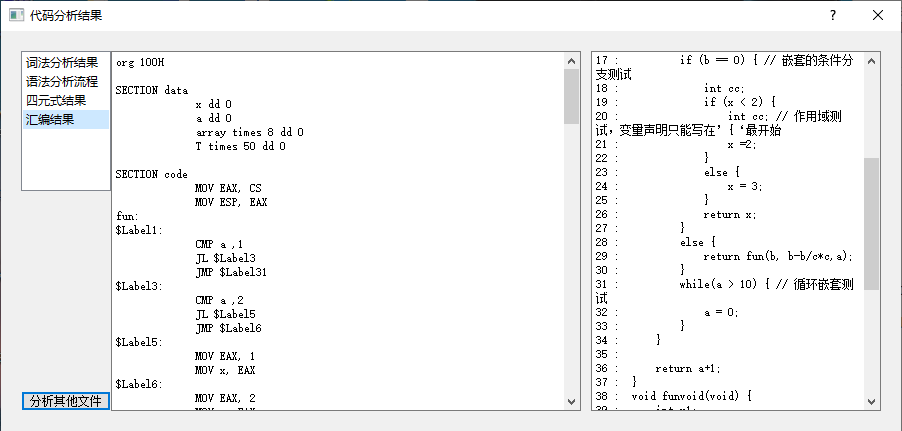 代码分析结果
?
词法分析结果
语法分析流程
四元式结果
汇编结果
分析其他文件
org 100H
SECTION data
x dd 0
a dd 0
array times 8 dd 0
T times 50 dd 0
SECTION code
MOV EAX, CS
MOV ESP, EAX
fun:
$Label1:
CMP a ,1
JL $Label3
JMP $Label31
$Label3:
CMP a ,2
JL $Label5
JMP $Label6
$Label5:
MOV EAX, 1
MOV x, EAX
$Label6:
MOV EAX, 2
17 : if (b == 0) { // 嵌套的条件分
支测试
18 : int cc;
19 : if (x < 2) {
20 : int cc; // 作用域测
试，变量声明只能写在’{‘最开始
21 : x =2;
22 : }
23 : else {
24 : x = 3;
25 : }
26 : return x;
27 : }
28 : else {
29 : return fun(b, b-b/c*c,a);
30 : }
31 : while(a > 10) { // 循环嵌套测
试
32 : a = 0;
33 : }
34 : }
35 :
36 : return a+1;
37 : }
38 : void funvoid(void) {